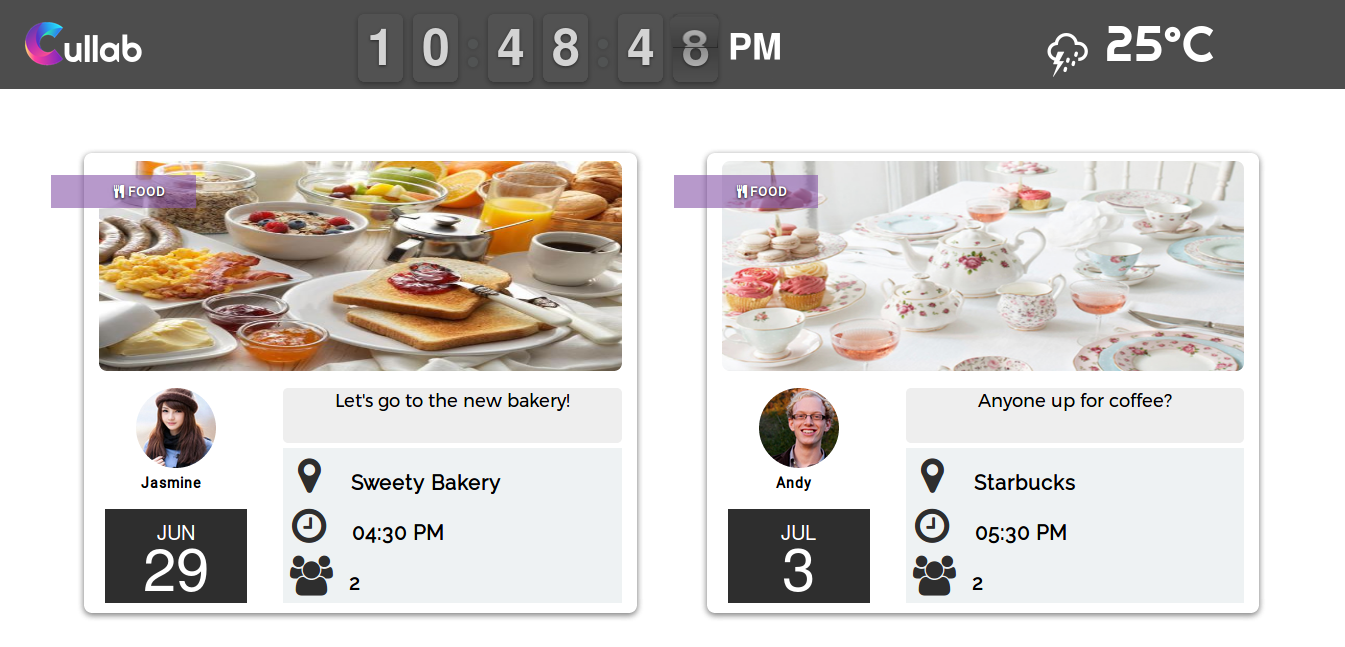 Cullab
10:48:48 PM
25°C
FOOD
Let's go to the new bakery!
Jasmine
Sweety Bakery
JUN
29
04:30 PM
2
FOOD
Anyone up for coffee?
Andy
Starbucks
JUL
3
05:30 PM
2